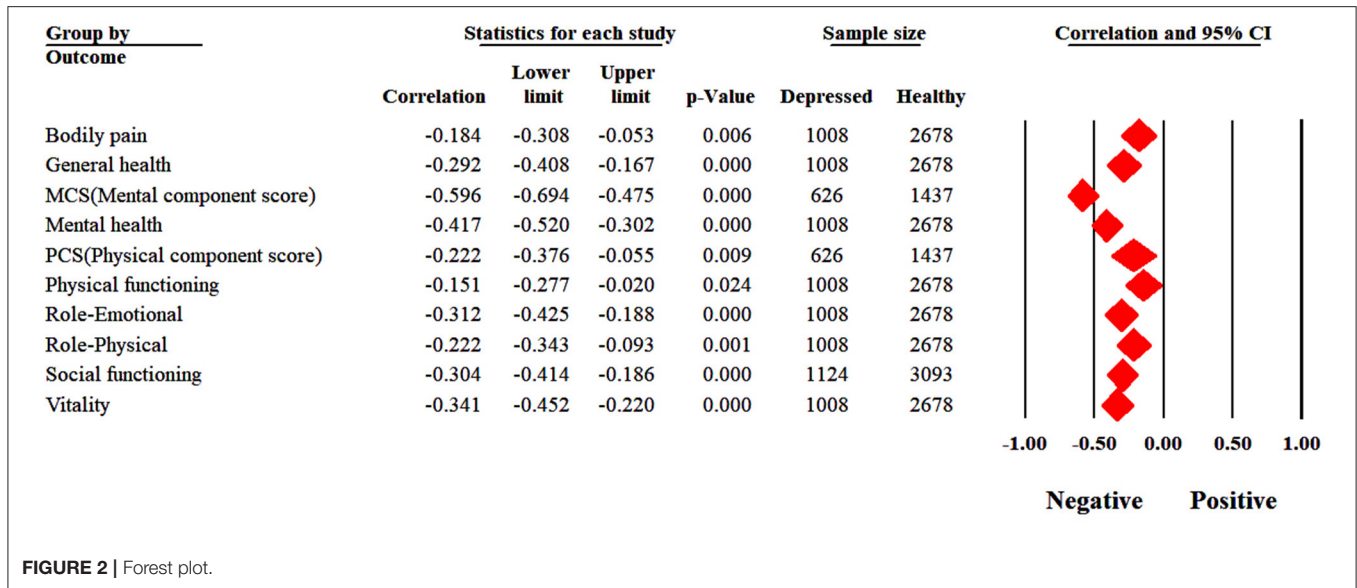 Group by Statistics for each study Sample size Correlation and 95% CI
Outcome
Lower Upper
Correlation limit limit p-Value Depressed Healthy
Bodily pain -0.184 -0.308 -0.053 0.006 1008 2678
General health -0.292 -0.408 -0.167 0.000 1008 2678
MCS(Mental component score) -0.596 -0.694 -0.475 0.000 626 1437
Mental health -0.417 -0.520 -0.302 0.000 1008 2678
PCS(Physical component score) -0.222 -0.376 -0.055 0.009 626 1437
Physical functioning -0.151 -0.277 -0.020 0.024 1008 2678
Role-Emotional -0.312 -0.425 -0.188 0.000 1008 2678
Role-Physical -0.222 -0.343 -0.093 0.001 1008 2678
Social functioning -0.304 -0.414 -0.186 0.000 1124 3093
Vitality -0.341 -0.452 -0.220 0.000 1008 2678
-1.00 -0.50 0.00 0.50 1.00
Negative Positive
FIGURE 2 | Forest plot.